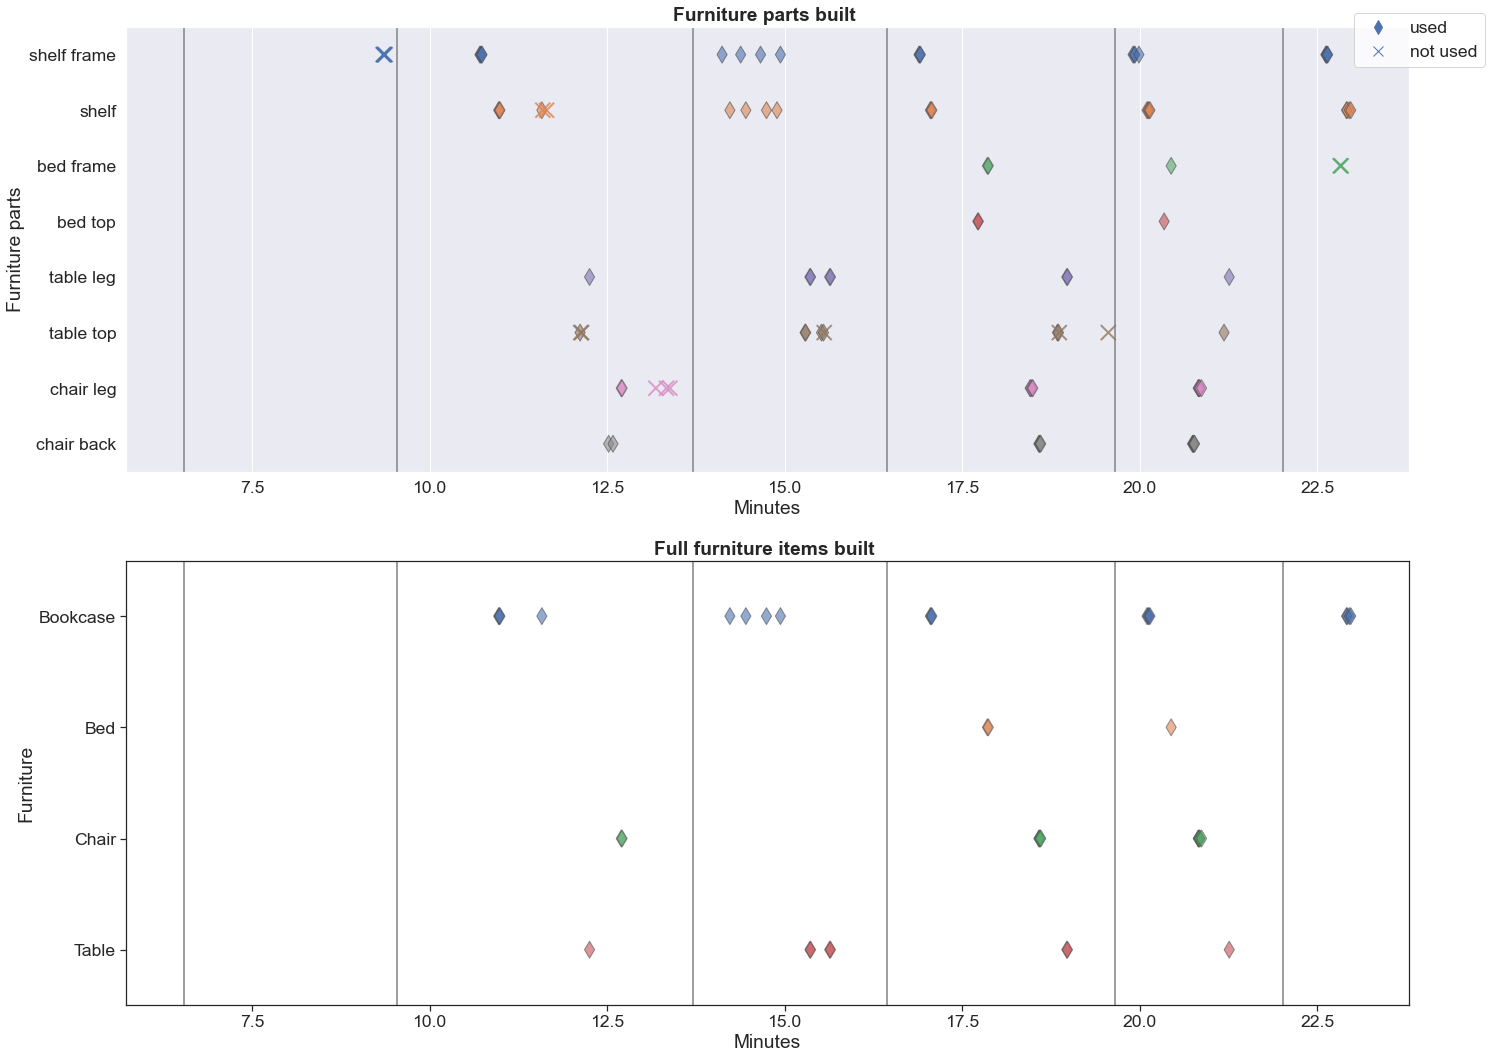 Furniture parts built
used
not used
shelf frame
shelf
bed frame
bed top
table leg
table top
chair leg
chair back
Furniture parts
7.5 10.0 12.5 15.0 17.5 20.0 22.5
Minutes
Full furniture items built
Bookcase
Bed
Chair
Table
Furniture
7.5 10.0 12.5 15.0 17.5 20.0 22.5
Minutes